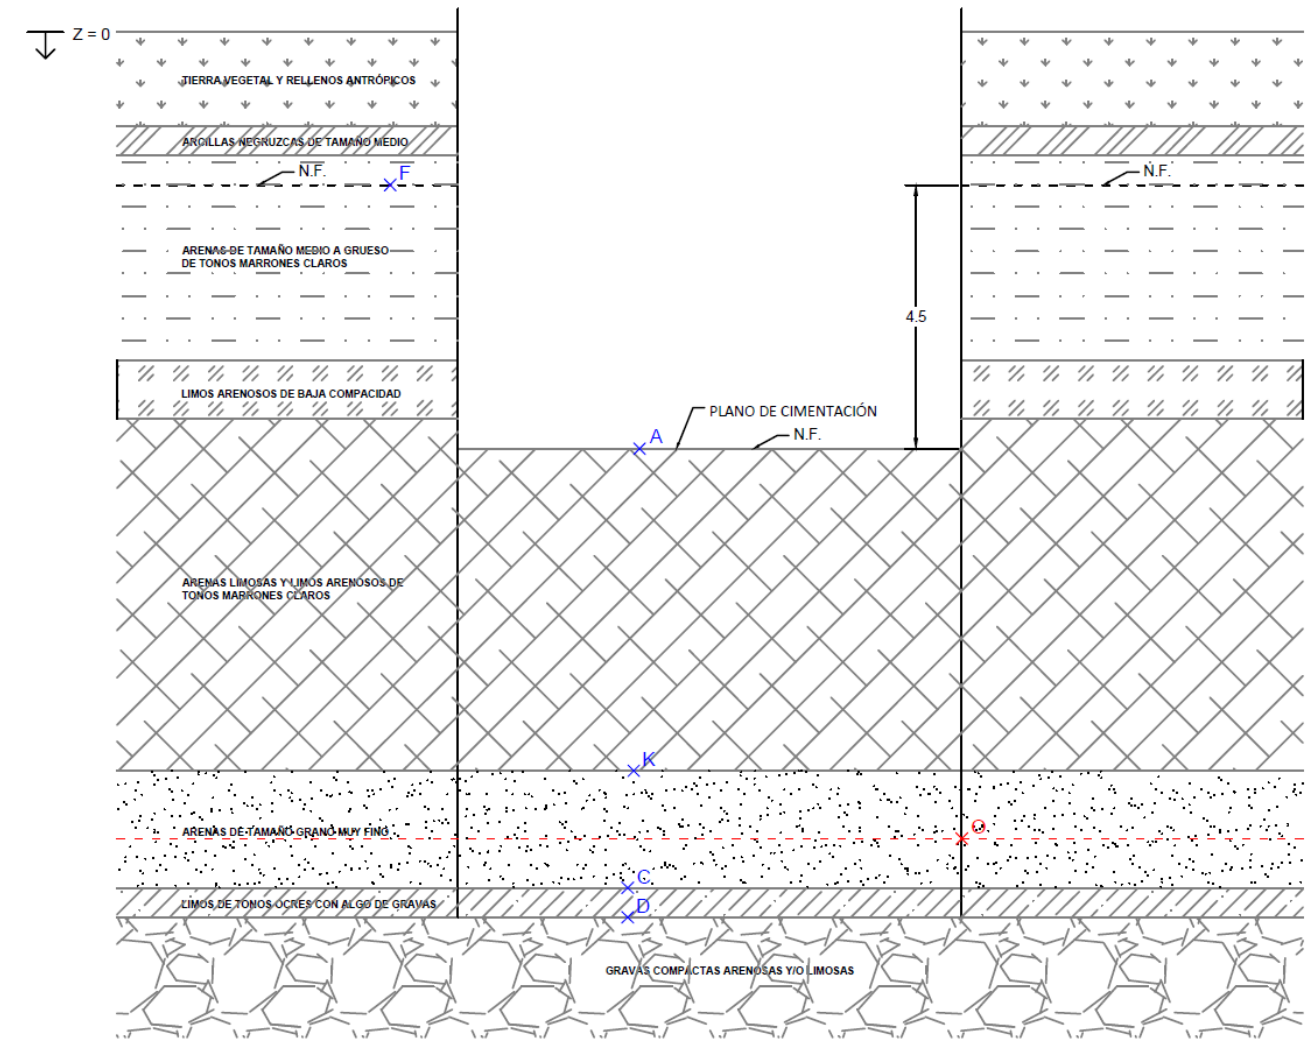 Z = 0
TIERRA VEGETAL Y RELLENOS ANTRÓPICOS
ARCILLAS NEGRUZCAS DE TAMAÑO MEDIO
N.F.
F
N.F.
ARENAS DE TAMAÑO MEDIO A GRUESO
DE TONOS MARRONES CLAROS
4.5
LIMOS ARENOSOS DE BAJA COMPACIDAD
PLANO DE CIMENTACIÓN
A
N.F.
ARENAS LIMOSAS Y LIMOS ARENOSOS DE
TONOS MARRONES CLAROS
K
ARENAS DE TAMAÑO GRANO MUY FINO
O
C
LIMOS DE TONOS OCRES CON ALGO DE GRAVAS
D
GRAVAS COMPACTAS ARENOSAS Y/O LIMOSAS